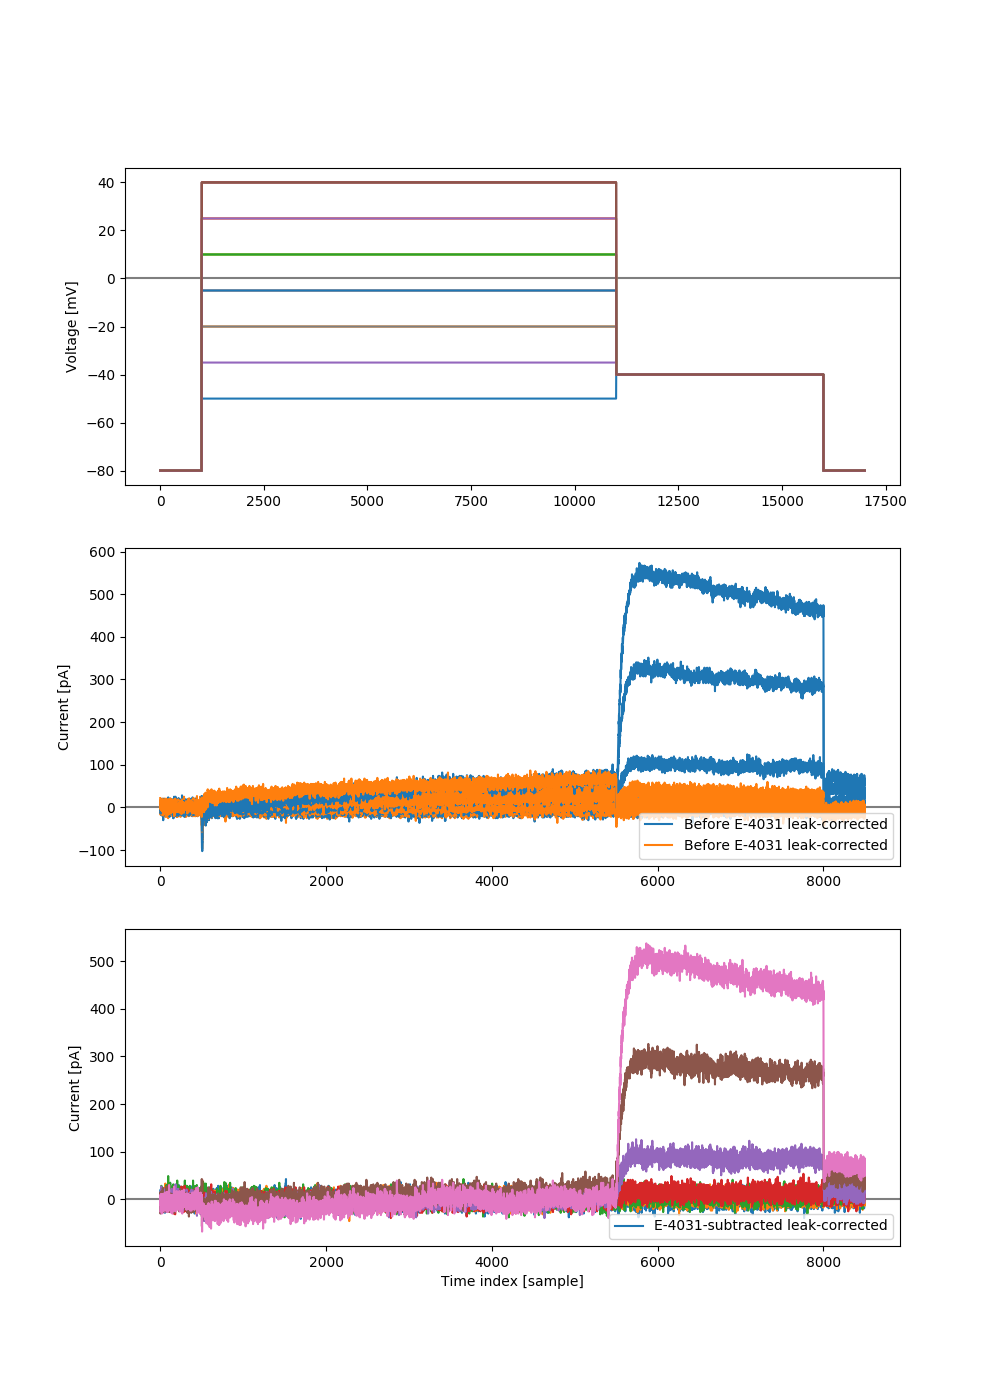 40
20
0
−20
−40
−60
−80
Voltage [mV]
0 2500 5000 7500 10000 12500 15000 17500
600
500
400
300
200
100
0
−100
Current [pA]
Before E-4031 leak-corrected
Before E-4031 leak-corrected
0 2000 4000 6000 8000
500
400
300
200
100
0
Current [pA]
E-4031-subtracted leak-corrected
0 2000 4000 6000 8000
Time index [sample]